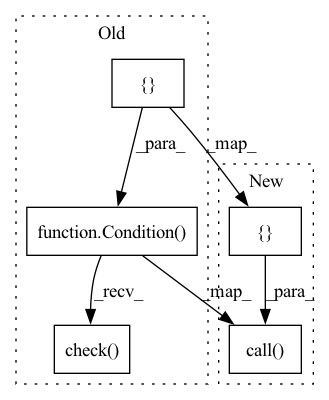 Old
{}
_para_
_map_
New
function.Condition()
{}
_recv_
_map_
_para_
check()
call()